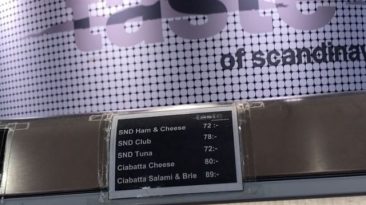 taste
of scandinav
SND Ham & Cheese 72 :-
SND Club 78:-
SND Tuna 72:-
Ciabatta Cheese 80:-
Ciabatta Salami & Brie 89:-